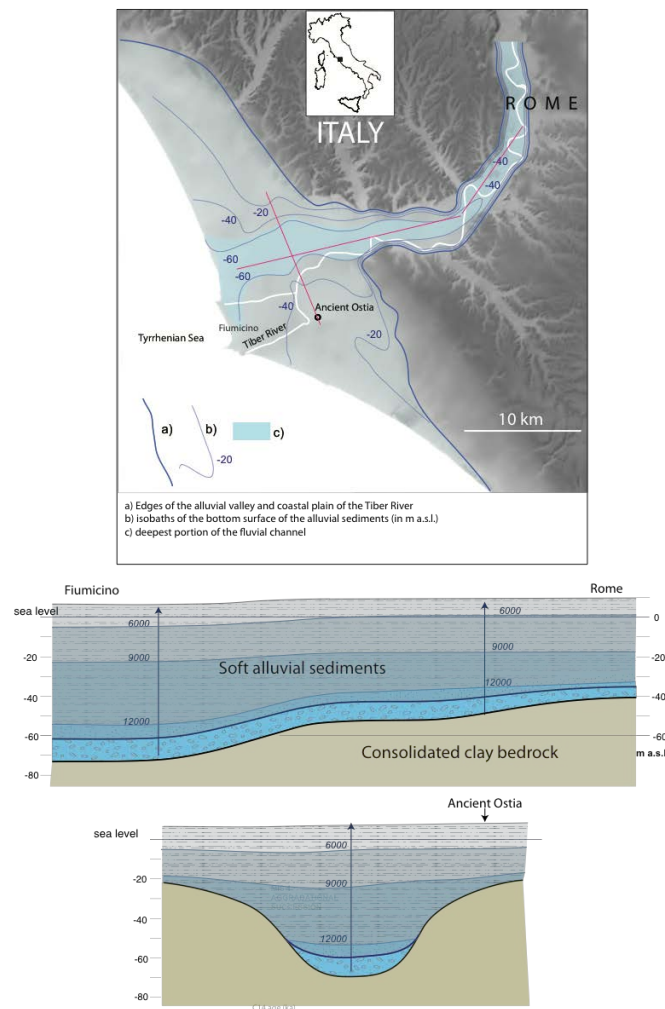 ROME
ITALY
-40
-40
-20
-40
-60
-60
-40
Ancient Ostia
Fiumicino
Tiber River
-20
Tyrrhenian Sea
10 km
a)
b)
c)
-20
a) Edges of the alluvial valley and coastal plain of the Tiber River
b) isobaths of the bottom surface of the alluvial sediments (in m a.s.l.)
c) deepest portion of the fluvial channel
Fiumicino
Rome
sea level
6000
6000
0
9000
9000
-20
-20
Soft alluvial sediments
12000
-40
-40
12000
-60
-60
Consolidated clay bedrock
m a.s.l
-80
Ancient Ostia
sea level
6000
-20
9000
-40
12000
-60
-80